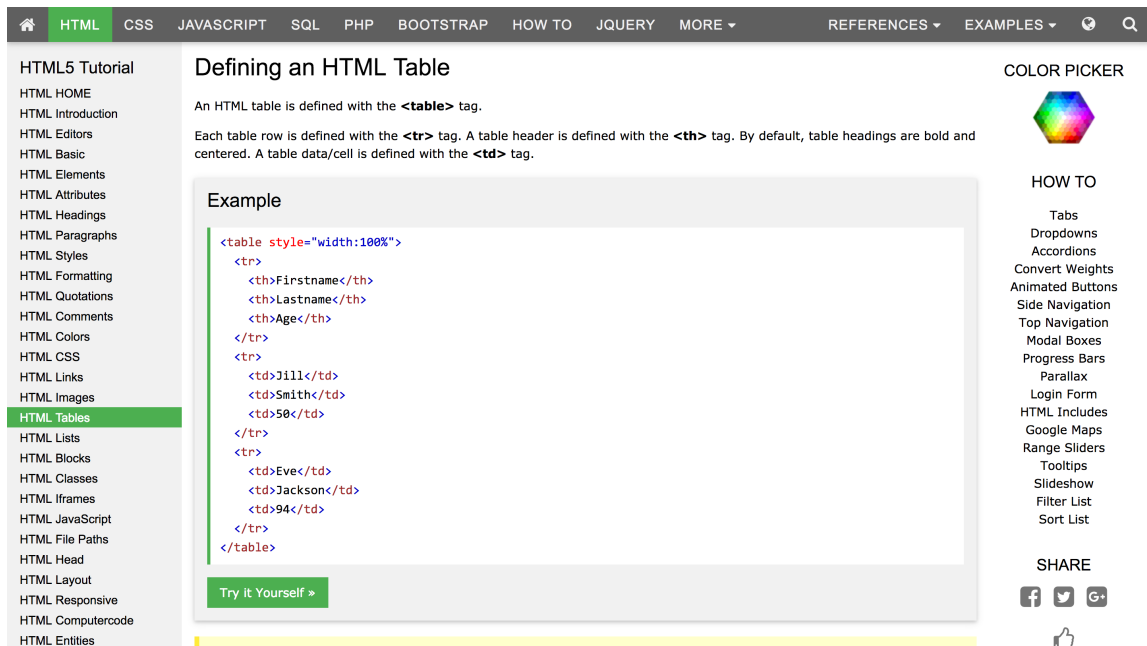 HTML CSS JAVASCRIPT SQL PHP BOOTSTRAP HOW TO JQUERY MORE REFERENCES EXAMPLES
HTML5 Tutorial
HTML HOME
HTML Introduction
HTML Editors
HTML Basic
HTML Elements
HTML Attributes
HTML Headings
HTML Paragraphs
HTML Styles
HTML Formatting
HTML Quotations
HTML Comments
HTML Colors
HTML CSS
HTML Links
HTML Images
HTML Tables
HTML Lists
HTML Blocks
HTML Classes
HTML Iframes
HTML JavaScript
HTML File Paths
HTML Head
HTML Layout
HTML Responsive
HTML Computercode
HTML Entities
Defining an HTML Table
An HTML table is defined with the <table> tag.
Each table row is defined with the <tr> tag. A table header is defined with the <th> tag. By default, table headings are bold and
centered. A table data/cell is defined with the <td> tag.
Example
<table style="width:100%">
  <tr>
    <th>Firstname</th>
    <th>Lastname</th>
    <th>Age</th>
  </tr>
  <tr>
    <td>Jill</td>
    <td>Smith</td>
    <td>50</td>
  </tr>
  <tr>
    <td>Eve</td>
    <td>Jackson</td>
    <td>94</td>
  </tr>
</table>
Try it Yourself »
COLOR PICKER
HOW TO
Tabs
Dropdowns
Accordions
Convert Weights
Animated Buttons
Side Navigation
Top Navigation
Modal Boxes
Progress Bars
Parallax
Login Form
HTML Includes
Google Maps
Range Sliders
Tooltips
Slideshow
Filter List
Sort List
SHARE